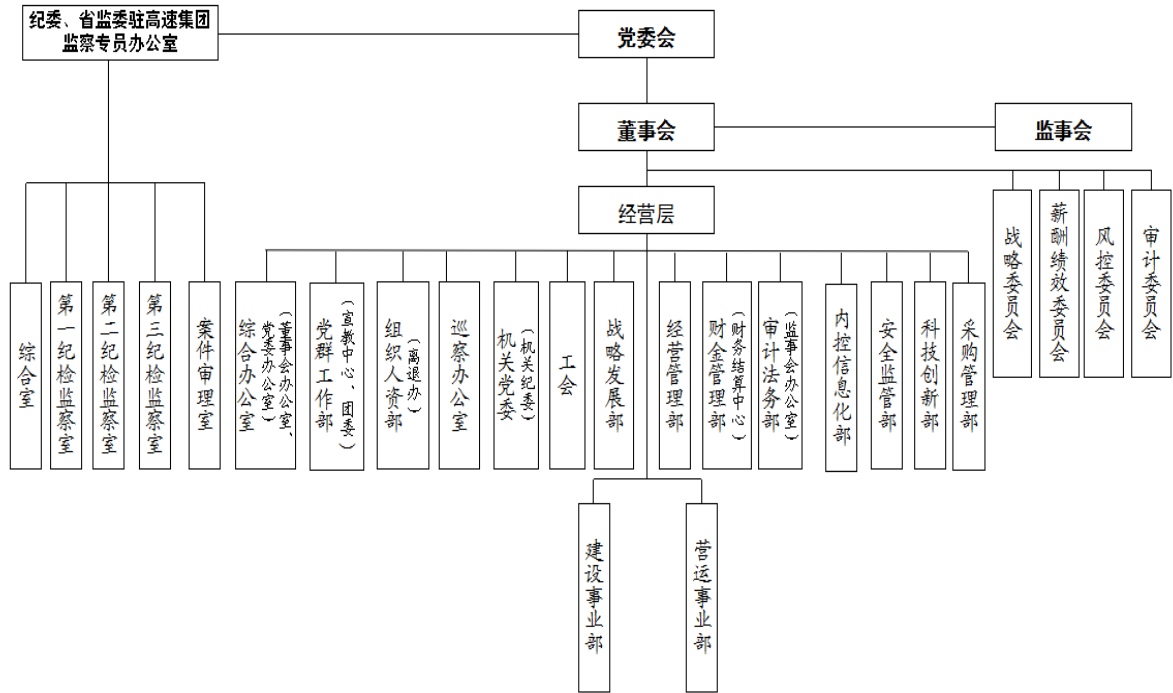 纪委、省监委驻高速集团
监察专员办公室
党委会
董事会
监事会
经营层
战略委员会
薪酬绩效委员会
风控委员会
审计委员会
综合室
第一纪检监察室
第二纪检监察室
第三纪检监察室
案件审理室
综合办公室
（董事会办公室、
党委办公室）
党群工作部
（宣教中心、团委）
组织人资部
（离退办）
巡察办公室
机关党委
（机关纪委）
工会
战略发展部
经营管理部
财金管理部
（财务结算中心）
审计法务部
（监事会办公室）
内控信息化部
安全监管部
科技创新部
采购管理部
建设事业部
营运事业部